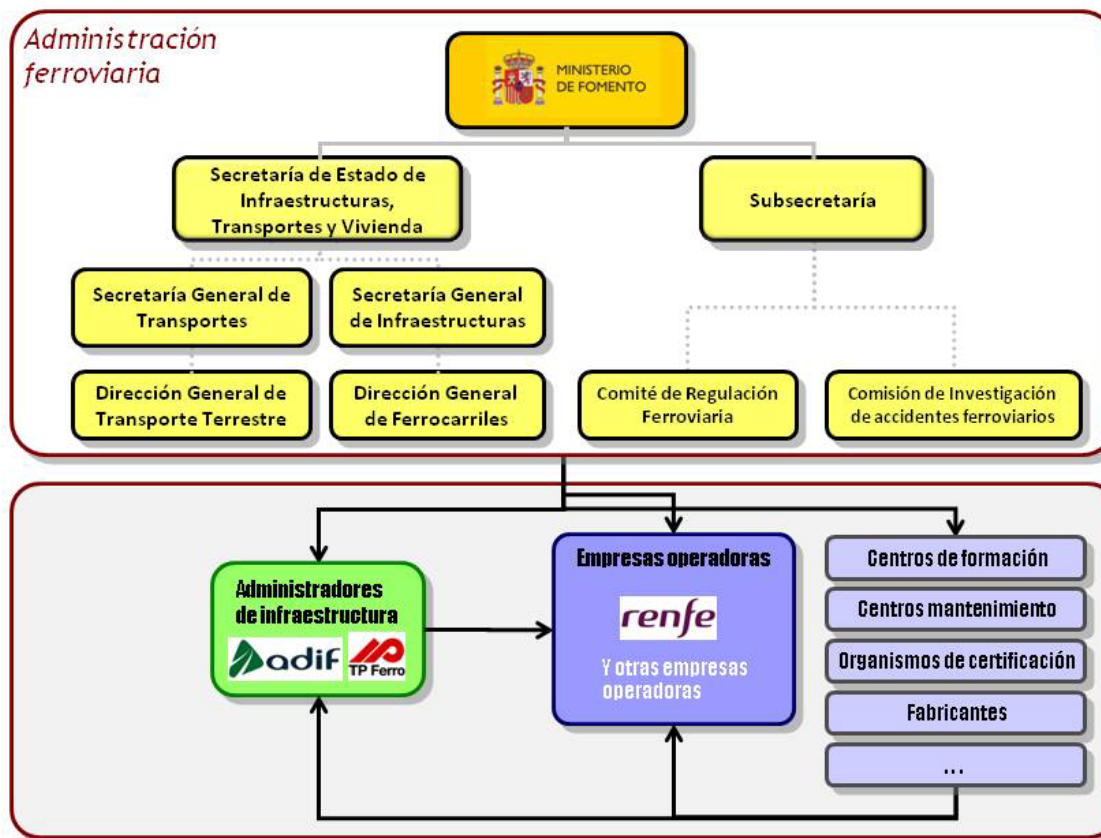 Administración
ferroviaria
MINISTERIO
DE FOMENTO
Secretaría de Estado de
Infraestructuras,
Transportes y Vivienda
Subsecretaría
Secretaría General de
Transportes
Secretaría General
de Infraestructuras
Dirección General de
Transporte Terrestre
Dirección General
de Ferrocarriles
Comité de Regulación
Ferroviaria
Comisión de Investigación
de accidentes ferroviarios
Administradores
de infraestructura
adif
TP Ferro
Empresas operadoras
renfe
Y otras empresas
operadoras
Centros de formación
Centros mantenimiento
Organismos de certificación
Fabricantes
...